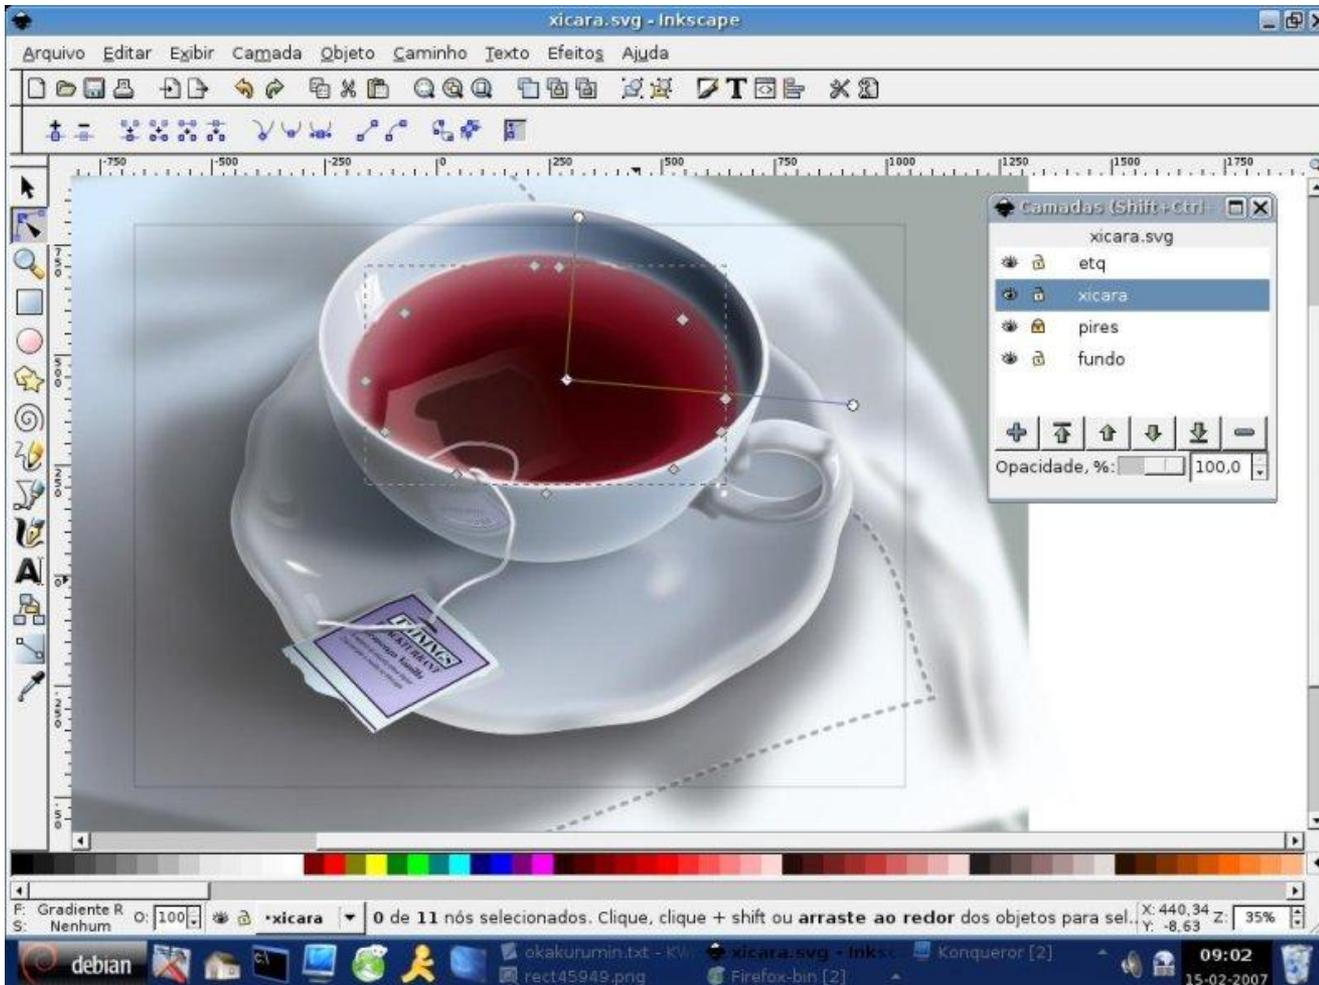 xicara.svg - Inkscape
Arquivo Editar Exibir Camada Objeto Caminho Texto Efeitos Ajuda
-750 -500 -250 0 250 500 750 1000 1250 1500 1750
Camadas (Shift+Ctrl+
xicara.svg
etq
xicara
pires
fundo
Opacidade, %: 100,0
TWININGS
BLACKCURRANT
Vanilla
F: Gradiente R
S: Nenhum
O: 100
•xicara
0 de 11 nós selecionados. Clique, clique + shift ou arraste ao redor dos objetos para sel..
X: 440,34
Y: -8,63
Z: 35%
debian
okakurumin.txt - KW
xicara.svg - Inksc
Konqueror [2]
rect45949.png
Firefox-bin [2]
09:02
15-02-2007